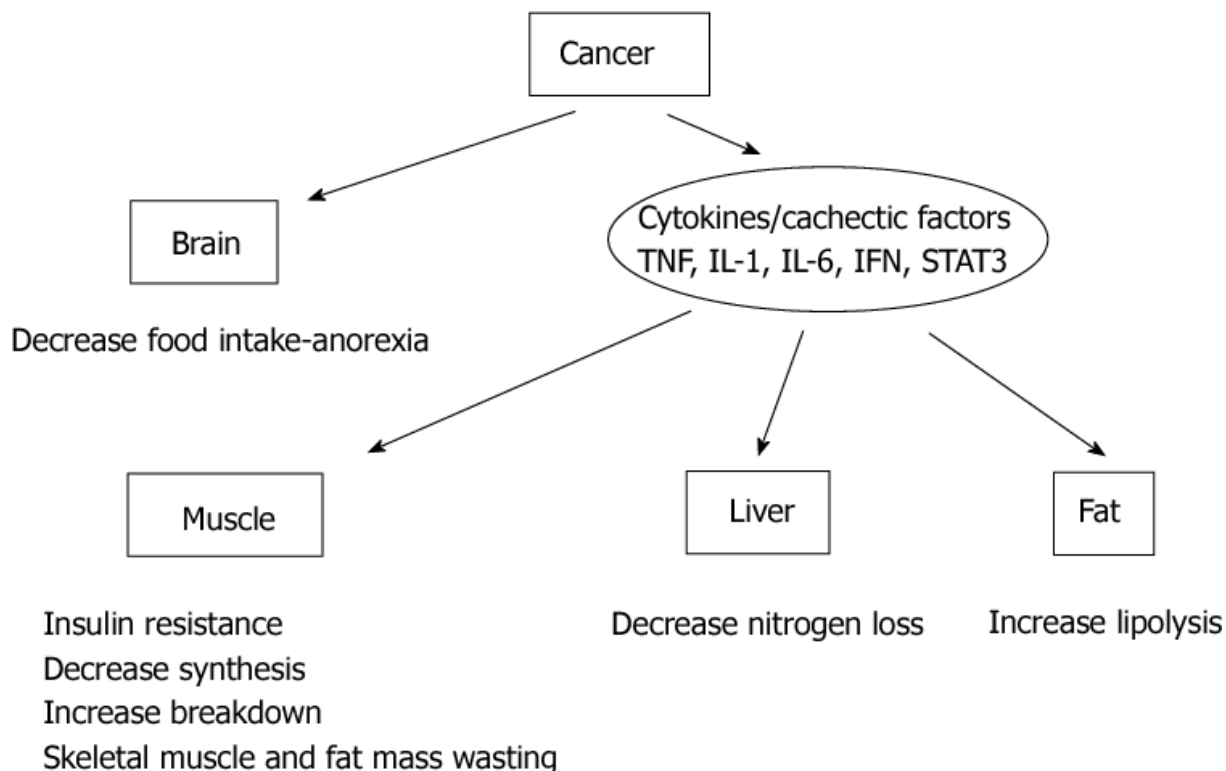 Cancer
Brain
Cytokines/cachectic factors
TNF, IL-1, IL-6, IFN, STAT3
Decrease food intake-anorexia
Muscle
Liver
Fat
Insulin resistance
Decrease synthesis
Increase breakdown
Skeletal muscle and fat mass wasting
Decrease nitrogen loss
Increase lipolysis